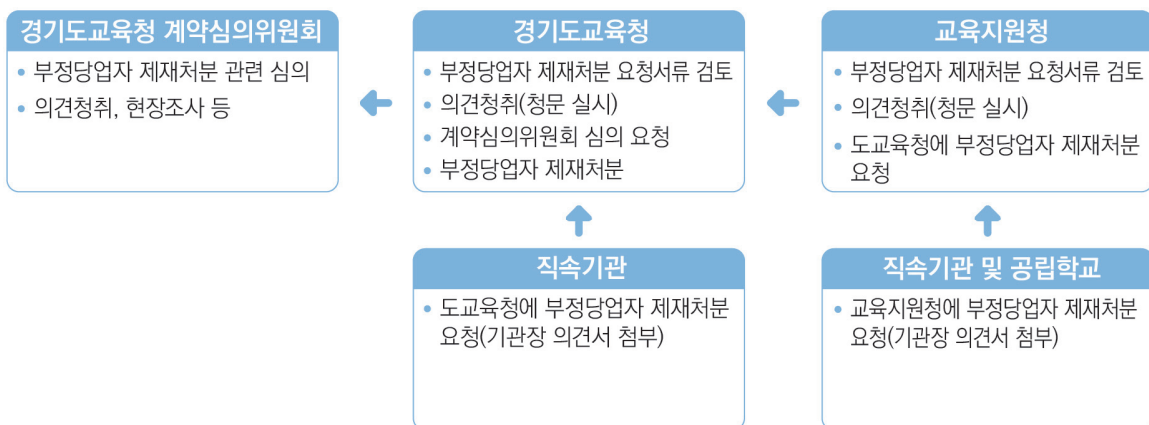 경기도교육청 계약심의위원회
• 부정당업자 제재처분 관련 심의
• 의견청취, 현장조사 등
경기도교육청
• 부정당업자 제재처분 요청서류 검토
• 의견청취(청문 실시)
• 계약심의위원회 심의 요청
• 부정당업자 제재처분
교육지원청
• 부정당업자 제재처분 요청서류 검토
• 의견청취(청문 실시)
• 도교육청에 부정당업자 제재처분
요청
직속기관
• 도교육청에 부정당업자 제재처분
요청(기관장 의견서 첨부)
직속기관 및 공립학교
• 교육지원청에 부정당업자 제재처분
요청(기관장 의견서 첨부)